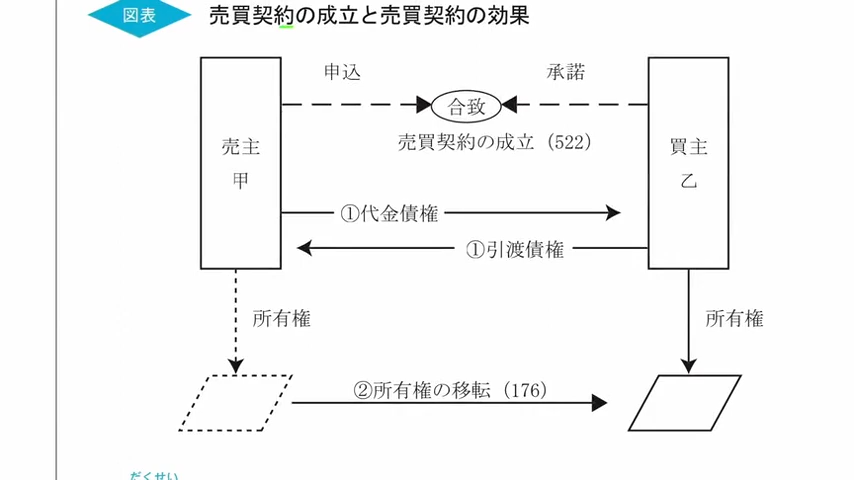 図表 売買契約の成立と売買契約の効果
申込 承諾
合致
売買契約の成立（522）
売主
甲
買主
乙
①代金債権
①引渡債権
所有権 所有権
②所有権の移転（176）
だくせい